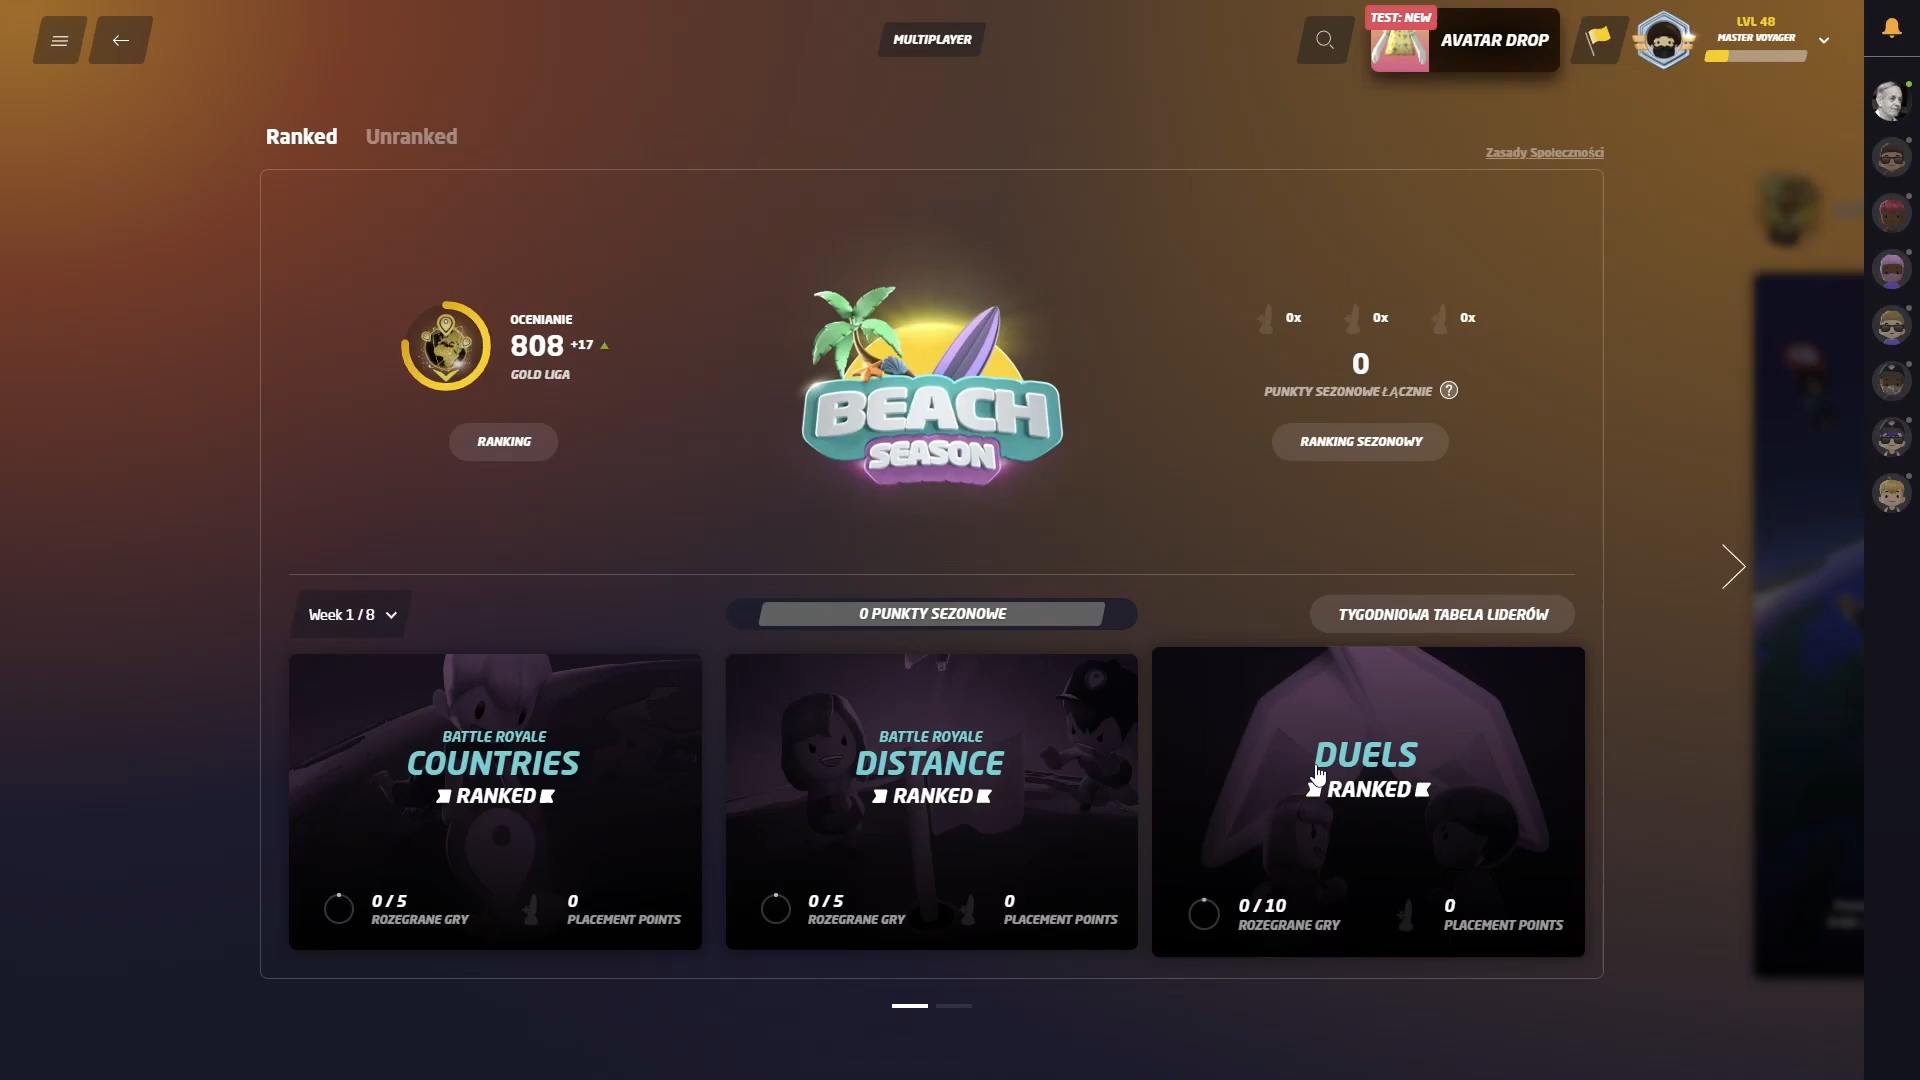 MULTIPLAYER
TEST: NEW
AVATAR DROP
LVL 48
MASTER VOYAGER
Ranked
Unranked
Zasady Społeczności
OCENIANIE
808 +17
GOLD LIGA
RANKING
BEACH
SEASON
0x
0x
0x
0
PUNKTY SEZONOWE ŁĄCZNIE ?
RANKING SEZONOWY
Week 1 / 8
0 PUNKTY SEZONOWE
TYGODNIOWA TABELA LIDERÓW
BATTLE ROYALE
COUNTRIES
RANKED
0 / 5
ROZEGRANE GRY
0
PLACEMENT POINTS
BATTLE ROYALE
DISTANCE
RANKED
0 / 5
ROZEGRANE GRY
0
PLACEMENT POINTS
DUELS
RANKED
0 / 10
ROZEGRANE GRY
0
PLACEMENT POINTS